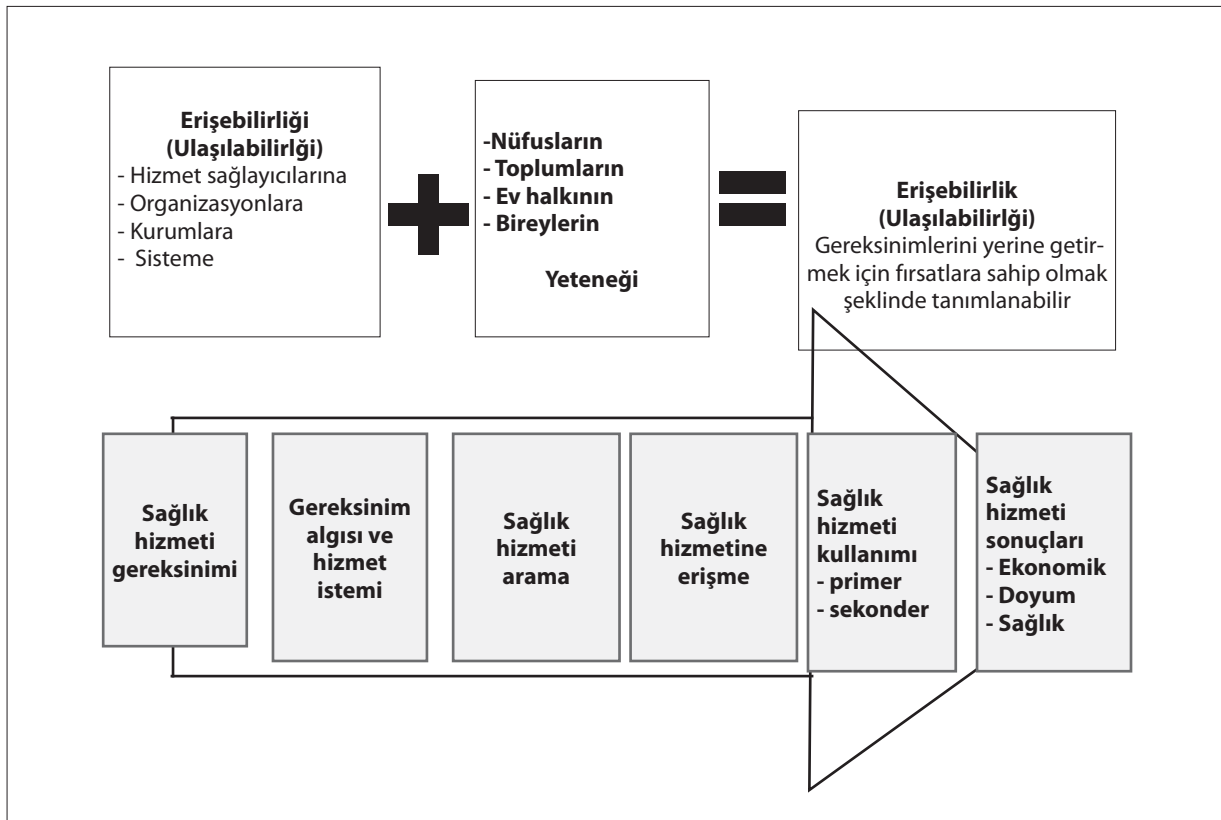 Erişebilirliği
(Ulaşılabilirlği)
- Hizmet sağlayıcılarına
- Organizasyonlara
- Kurumlara
- Sisteme
-Nüfusların
- Toplumların
- Ev halkının
- Bireylerin
Yeteneği
Erişebilirlik
(Ulaşılabilirlği)
Gereksinimlerini yerine getir-
mek için fırsatlara sahip olmak
şeklinde tanımlanabilir
Sağlık
hizmeti
gereksinimi
Gereksinim
algısı ve
hizmet
istemi
Sağlık
hizmeti
arama
Sağlık
hizmetine
erişme
Sağlık
hizmeti
kullanımı
- primer
- sekonder
Sağlık
hizmeti
sonuçları
- Ekonomik
- Doyum
- Sağlık